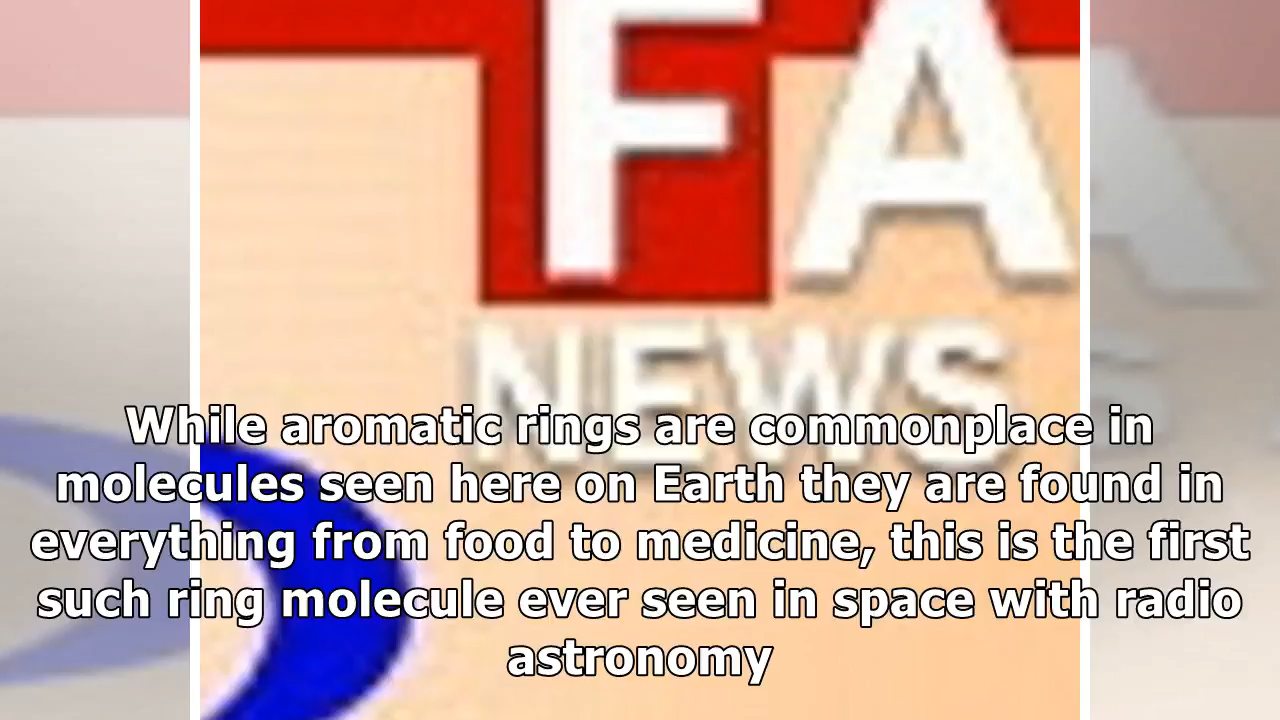 FA
NEWS
While aromatic rings are commonplace in
molecules seen here on Earth they are found in
everything from food to medicine, this is the first
such ring molecule ever seen in space with radio
astronomy